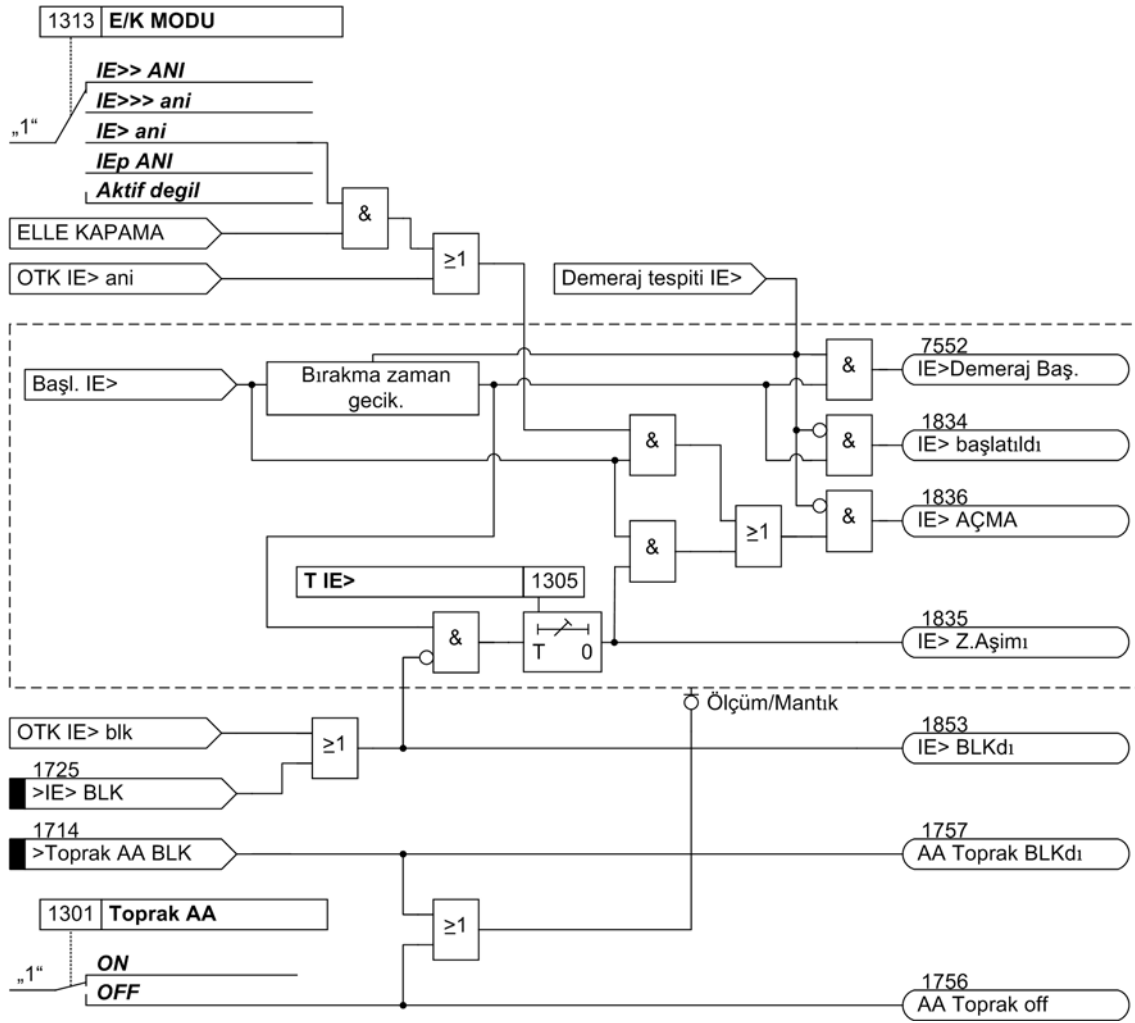 1313 E/K MODU
IE>> ANI
IE>>> ani
„1“
IE> ani
IEp ANI
Aktif degil
&
ELLE KAPAMA
≥1
OTK IE> ani
Demeraj tespiti IE>
7552
Başl. IE>
Bırakma zaman
gecik.
&
IE>Demeraj Baş.
1834
&
&
IE> başlatıldı
1836
&
IE> AÇMA
&
≥1
T IE> 1305
1835
&
T 0
IE> Z.Aşimı
Ölçüm/Mantık
OTK IE> blk
≥1
1853
IE> BLKdı
1725
>IE> BLK
1714
>Toprak AA BLK
1757
AA Toprak BLKdı
1301 Toprak AA
≥1
„1“
ON
OFF
1756
AA Toprak off